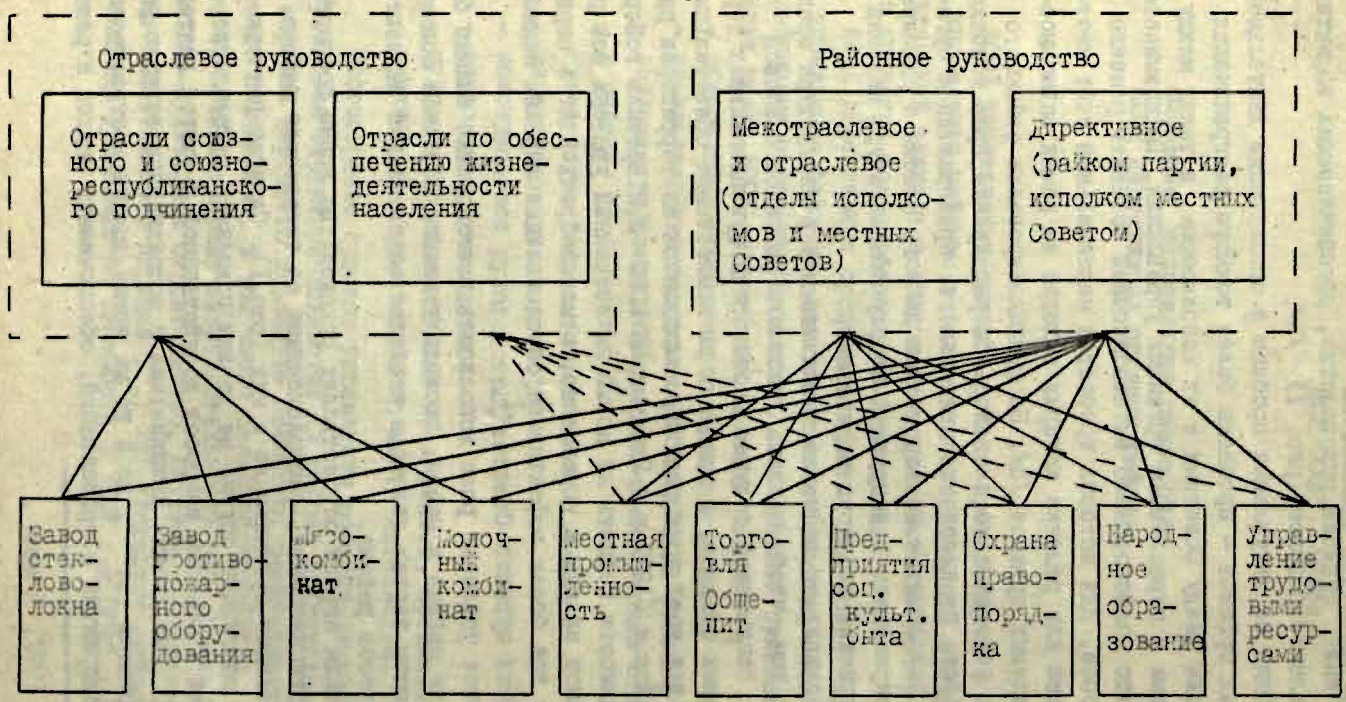 Отраслевое руководство
Отрасли союз-
ного и союзно-
республиканско-
го подчинения
Отрасли по обес-
печению жизне-
деятельности
населения
Районное руководство
Межотраслевое
и отраслевое
(отделы исполко-
мов и местных
Советов)
Директивное
(райком партии,
исполком местных
Советом)
Завод
стек-
лово-
локна
Завод
противо-
пожар-
ного
обору-
дования
Мясо-
комби-
нат
Молоч-
ный
комби-
нат
Местная
промыш-
ленно-
сть
Торго-
вля
Обще-
пит
Пред-
приятия
соц.
культ.
быта
Охрана
право-
поряд-
ка
Народ-
ное
обра-
зование
Управ-
ление
трудо-
выми
ресур-
сами